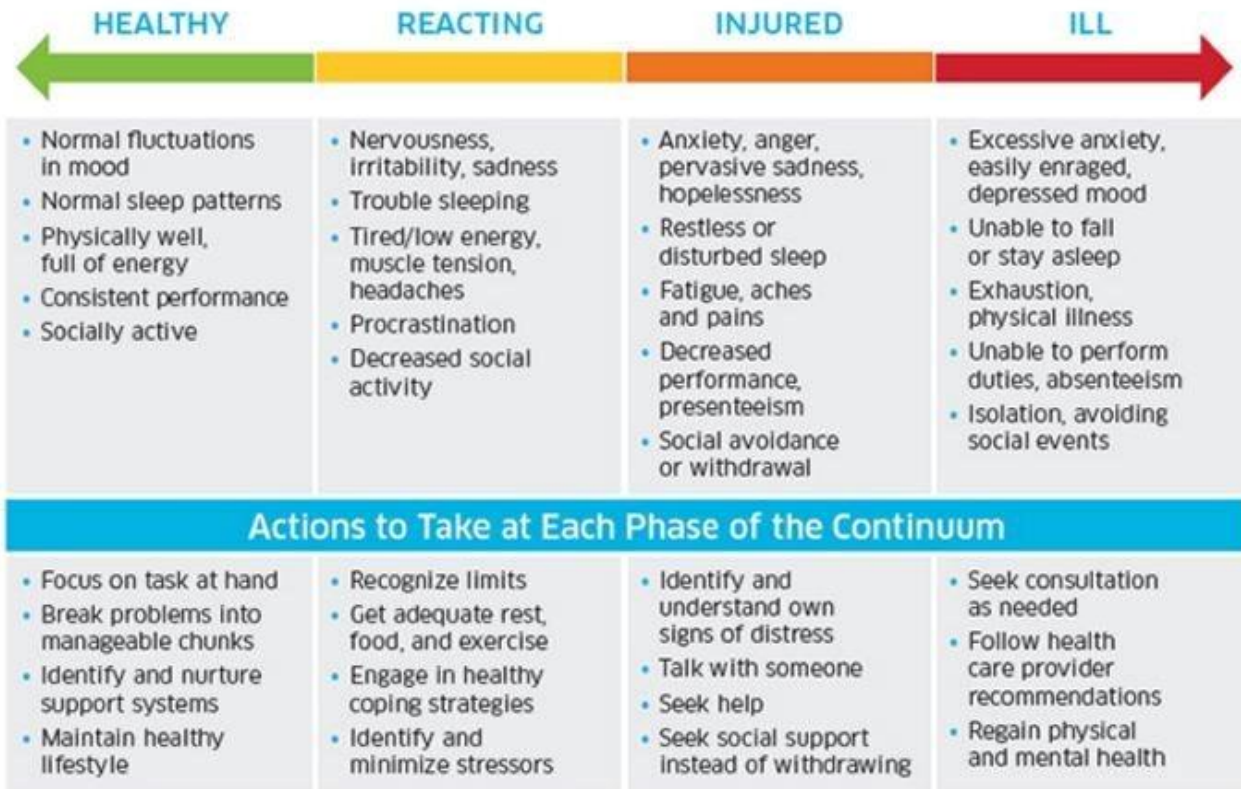 HEALTHY
REACTING
INJURED
ILL
• Normal fluctuations
in mood
• Normal sleep patterns
• Physically well,
full of energy
• Consistent performance
• Socially active
• Nervousness,
irritability, sadness
• Trouble sleeping
• Tired/low energy,
muscle tension,
headaches
• Procrastination
• Decreased social
activity
• Anxiety, anger,
pervasive sadness,
hopelessness
• Restless or
disturbed sleep
• Fatigue, aches
and pains
• Decreased
performance,
presenteeism
• Social avoidance
or withdrawal
• Excessive anxiety,
easily enraged,
depressed mood
• Unable to fall
or stay asleep
• Exhaustion,
physical illness
• Unable to perform
duties, absenteeism
• Isolation, avoiding
social events
Actions to Take at Each Phase of the Continuum
• Focus on task at hand
• Break problems into
manageable chunks
• Identify and nurture
support systems
• Maintain healthy
lifestyle
• Recognize limits
• Get adequate rest,
food, and exercise
• Engage in healthy
coping strategies
• Identify and
minimize stressors
• Identify and
understand own
signs of distress
• Talk with someone
• Seek help
• Seek social support
instead of withdrawing
• Seek consultation
as needed
• Follow health
care provider
recommendations
• Regain physical
and mental health